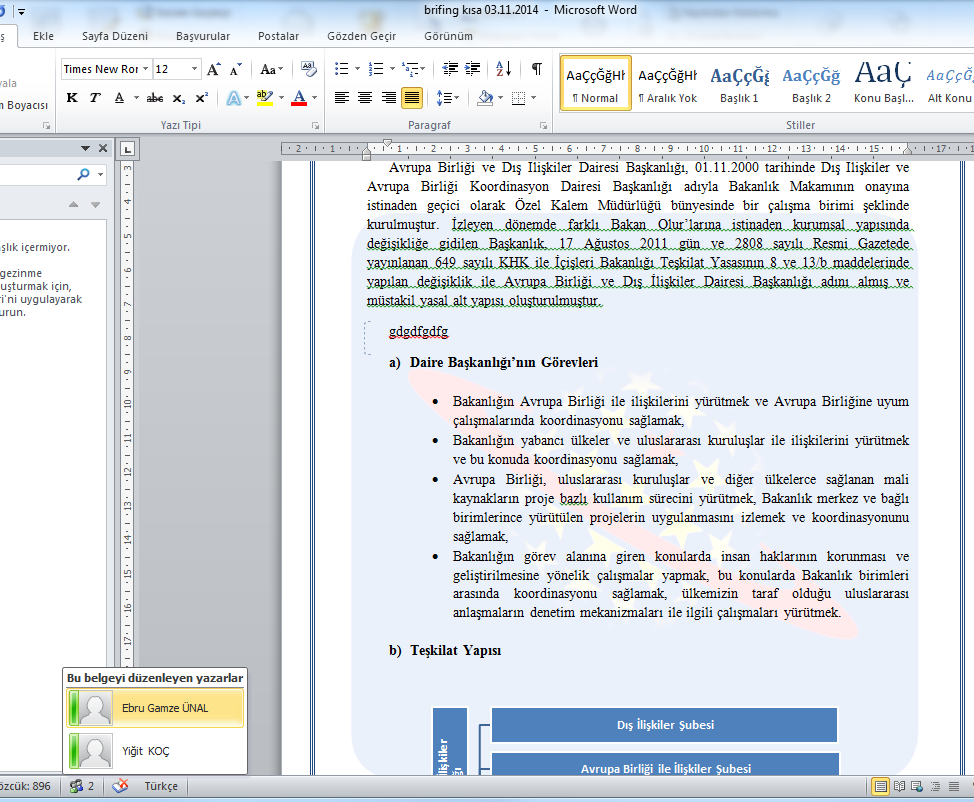 brifing kısa 03.11.2014 - Microsoft Word
ş Ekle Sayfa Düzeni Başvurular Postalar Gözden Geçir Görünüm
yala
m Boyacısı
Times New Ror 12
K T A abc x₂ x²
Yazı Tipi Paragraf Stiller
AaÇçĞğHł AaÇçĞğHł AaÇçĞğ AaÇçĞğ AaÇ AaÇçĞğ
¶ Normal ¶ Aralık Yok Başlık 1 Başlık 2 Konu Başl... Alt Konu
şlık içermiyor.
gezinme
uşturmak için,
ri'ni uygulayarak
urun.
Avrupa Birliği ve Dış İlişkiler Dairesi Başkanlığı, 01.11.2000 tarihinde Dış İlişkiler ve
Avrupa Birliği Koordinasyon Dairesi Başkanlığı adıyla Bakanlık Makamının onayına
istinaden geçici olarak Özel Kalem Müdürlüğü bünyesinde bir çalışma birimi şeklinde
kurulmuştur. İzleyen dönemde farklı Bakan Olur’larına istinaden kurumsal yapısında
değişikliğe gidilen Başkanlık, 17 Ağustos 2011 gün ve 2808 sayılı Resmi Gazetede
yayınlanan 649 sayılı KHK ile İçişleri Bakanlığı Teşkilat Yasasının 8 ve 13/b maddelerinde
yapılan değişiklik ile Avrupa Birliği ve Dış İlişkiler Dairesi Başkanlığı adını almış ve
müstakil yasal alt yapısı oluşturulmuştur.
gdgdfgdfg
a) Daire Başkanlığı’nın Görevleri
• Bakanlığın Avrupa Birliği ile ilişkilerini yürütmek ve Avrupa Birliğine uyum
çalışmalarında koordinasyonu sağlamak,
• Bakanlığın yabancı ülkeler ve uluslararası kuruluşlar ile ilişkilerini yürütmek
ve bu konuda koordinasyonu sağlamak,
• Avrupa Birliği, uluslararası kuruluşlar ve diğer ülkelerce sağlanan mali
kaynakların proje bazlı kullanım sürecini yürütmek, Bakanlık merkez ve bağlı
birimlerince yürütülen projelerin uygulanmasını izlemek ve koordinasyonunu
sağlamak,
• Bakanlığın görev alanına giren konularda insan haklarının korunması ve
geliştirilmesine yönelik çalışmalar yapmak, bu konularda Bakanlık birimleri
arasında koordinasyonu sağlamak, ülkemizin taraf olduğu uluslararası
anlaşmaların denetim mekanizmaları ile ilgili çalışmaları yürütmek.
b) Teşkilat Yapısı
Dış İlişkiler Şubesi
Avrupa Birliği ile İlişkiler Şubesi
Bu belgeyi düzenleyen yazarlar
Ebru Gamze ÜNAL
Yiğit KOÇ
özcük: 896 2 Türkçe